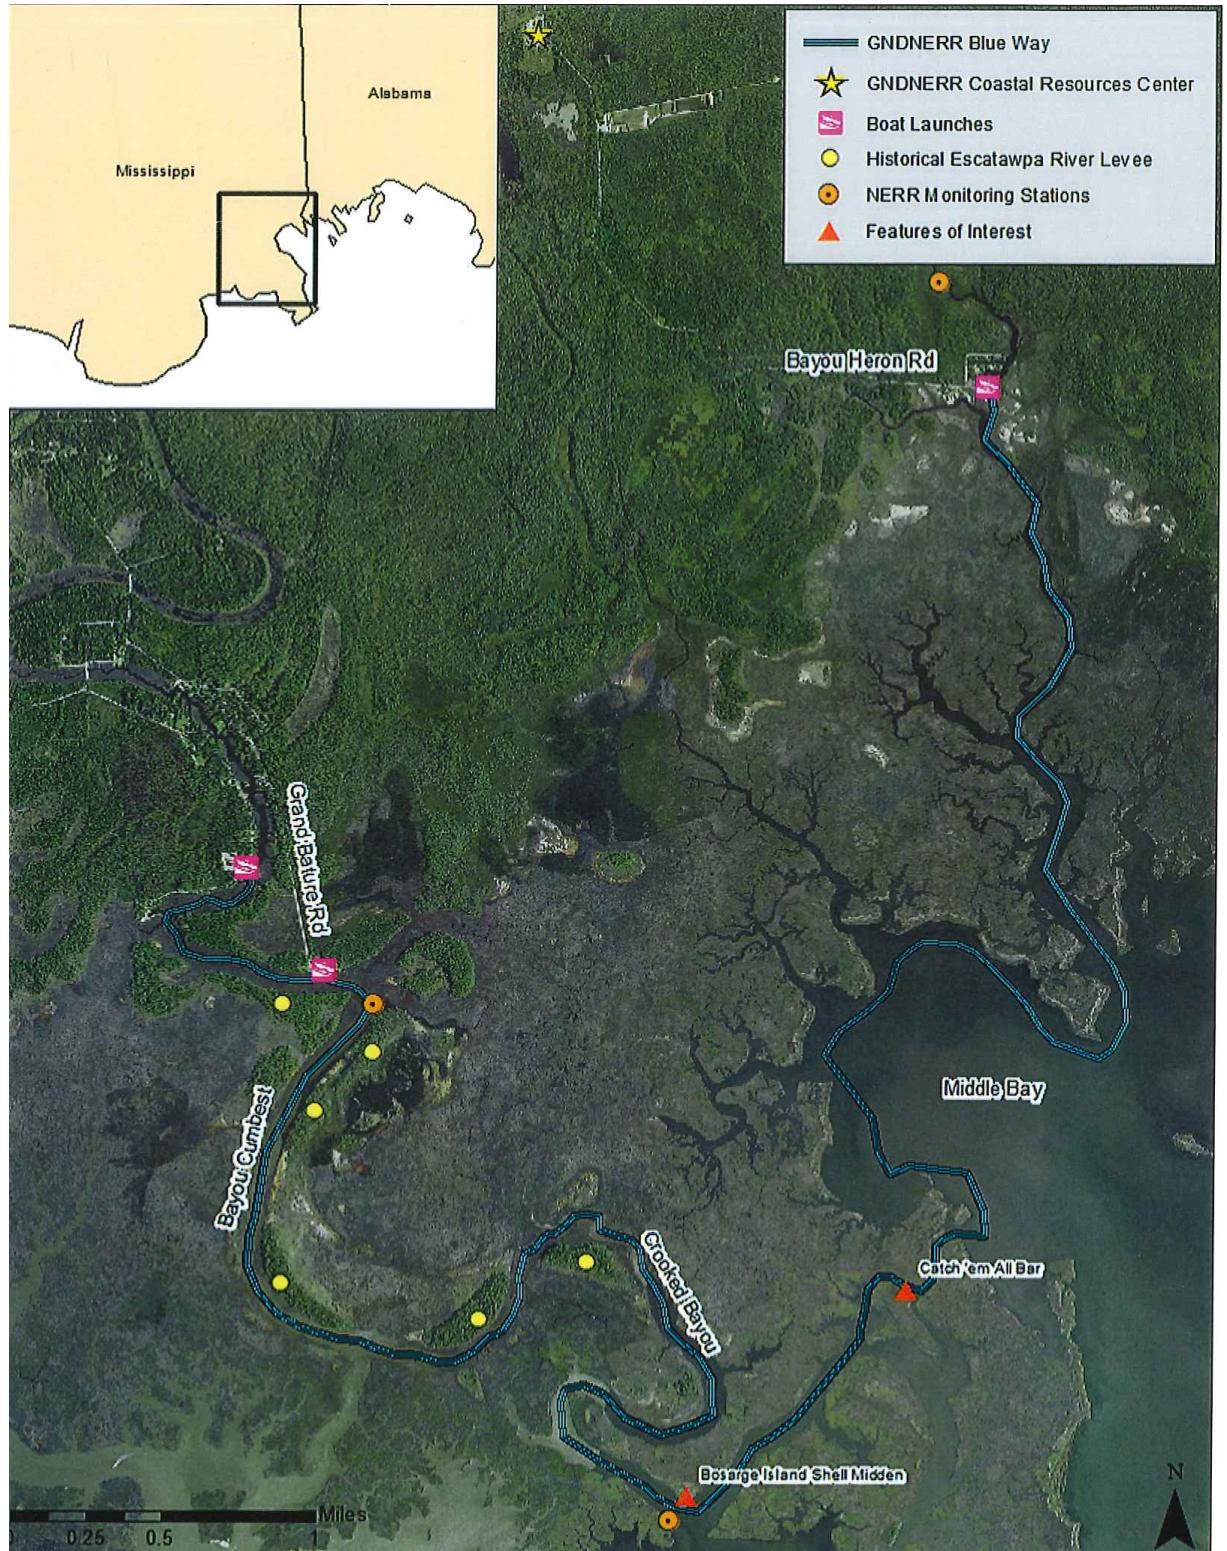 Alabama
Mississippi
GNDNERR Blue Way
GNDNERR Coastal Resources Center
Boat Launches
Historical Escatawpa River Levee
NERR Monitoring Stations
Features of Interest
Bayou Heron Rd
Grand Bature Rd
Middle Bay
Bayou Cumbest
Crooked Bayou
Catch 'em All Bar
Bosarge Island Shell Midden
N
Miles
0 0.25 0.5 1